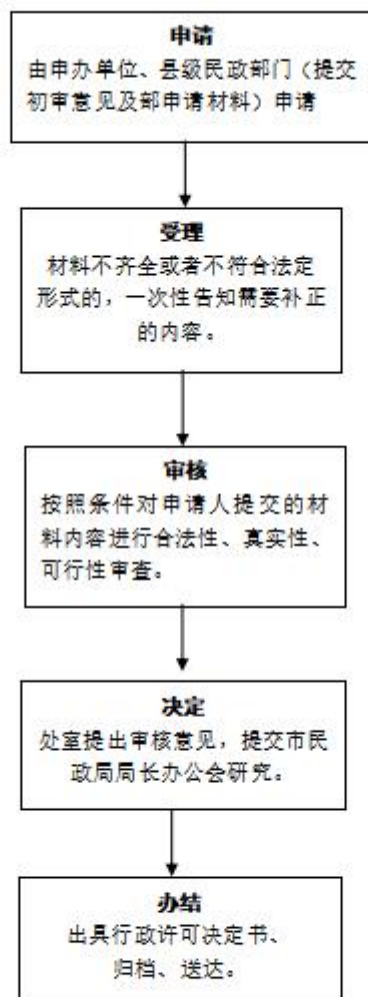 申请
由申办单位、县级民政部门（提交
初审意见及部申请材料）申请
受理
材料不齐全或者不符合法定
形式的，一次性告知需要补正
的内容。
审核
按照条件对申请人提交的材
料内容进行合法性、真实性、
可行性审查。
决定
处室提出审核意见，提交市民
政局局长办公会研究。
办结
出具行政许可决定书、
归档、送达。